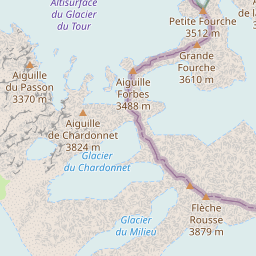 Altisurface
du Glacier
du Tour
Petite Fourche
3512 m
Aiguille
du Passon
3370 m
Aiguille
Forbes
3488 m
Grande
Fourche
3610 m
Aiguille
de Chardonnet
3824 m
Glacier
du Chardonnet
Glacier
du Milieu
Flèche
Rousse
3879 m